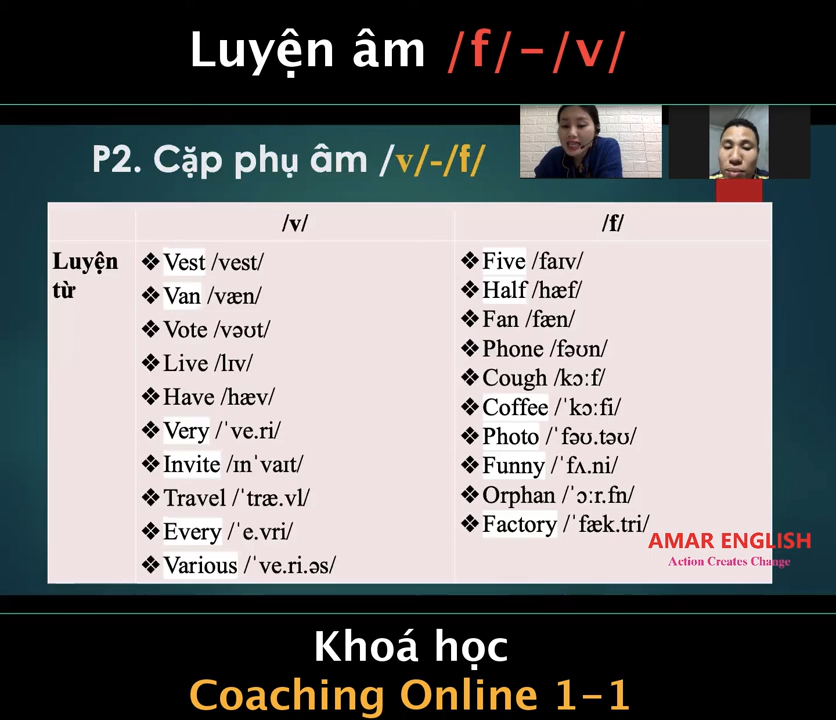 Luyện âm /f/-/v/
P2. Cặp phụ âm /v/-/f/
/v/ /f/
Luyện từ
❖Vest /vest/
❖Van /væn/
❖Vote /vəʊt/
❖Live /lɪv/
❖Have /hæv/
❖Very /ˈve.ri/
❖Invite /ɪnˈvaɪt/
❖Travel /ˈtræ.vl/
❖Every /ˈe.vri/
❖Various /ˈve.ri.əs/
❖Five /faɪv/
❖Half /hæf/
❖Fan /fæn/
❖Phone /fəʊn/
❖Cough /kɔːf/
❖Coffee /ˈkɔːfi/
❖Photo /ˈfəʊ.təʊ/
❖Funny /ˈfʌ.ni/
❖Orphan /ˈɔːr.fn/
❖Factory /ˈfæk.tri/
AMAR ENGLISH
Action Creates Change
Khoá học
Coaching Online 1-1